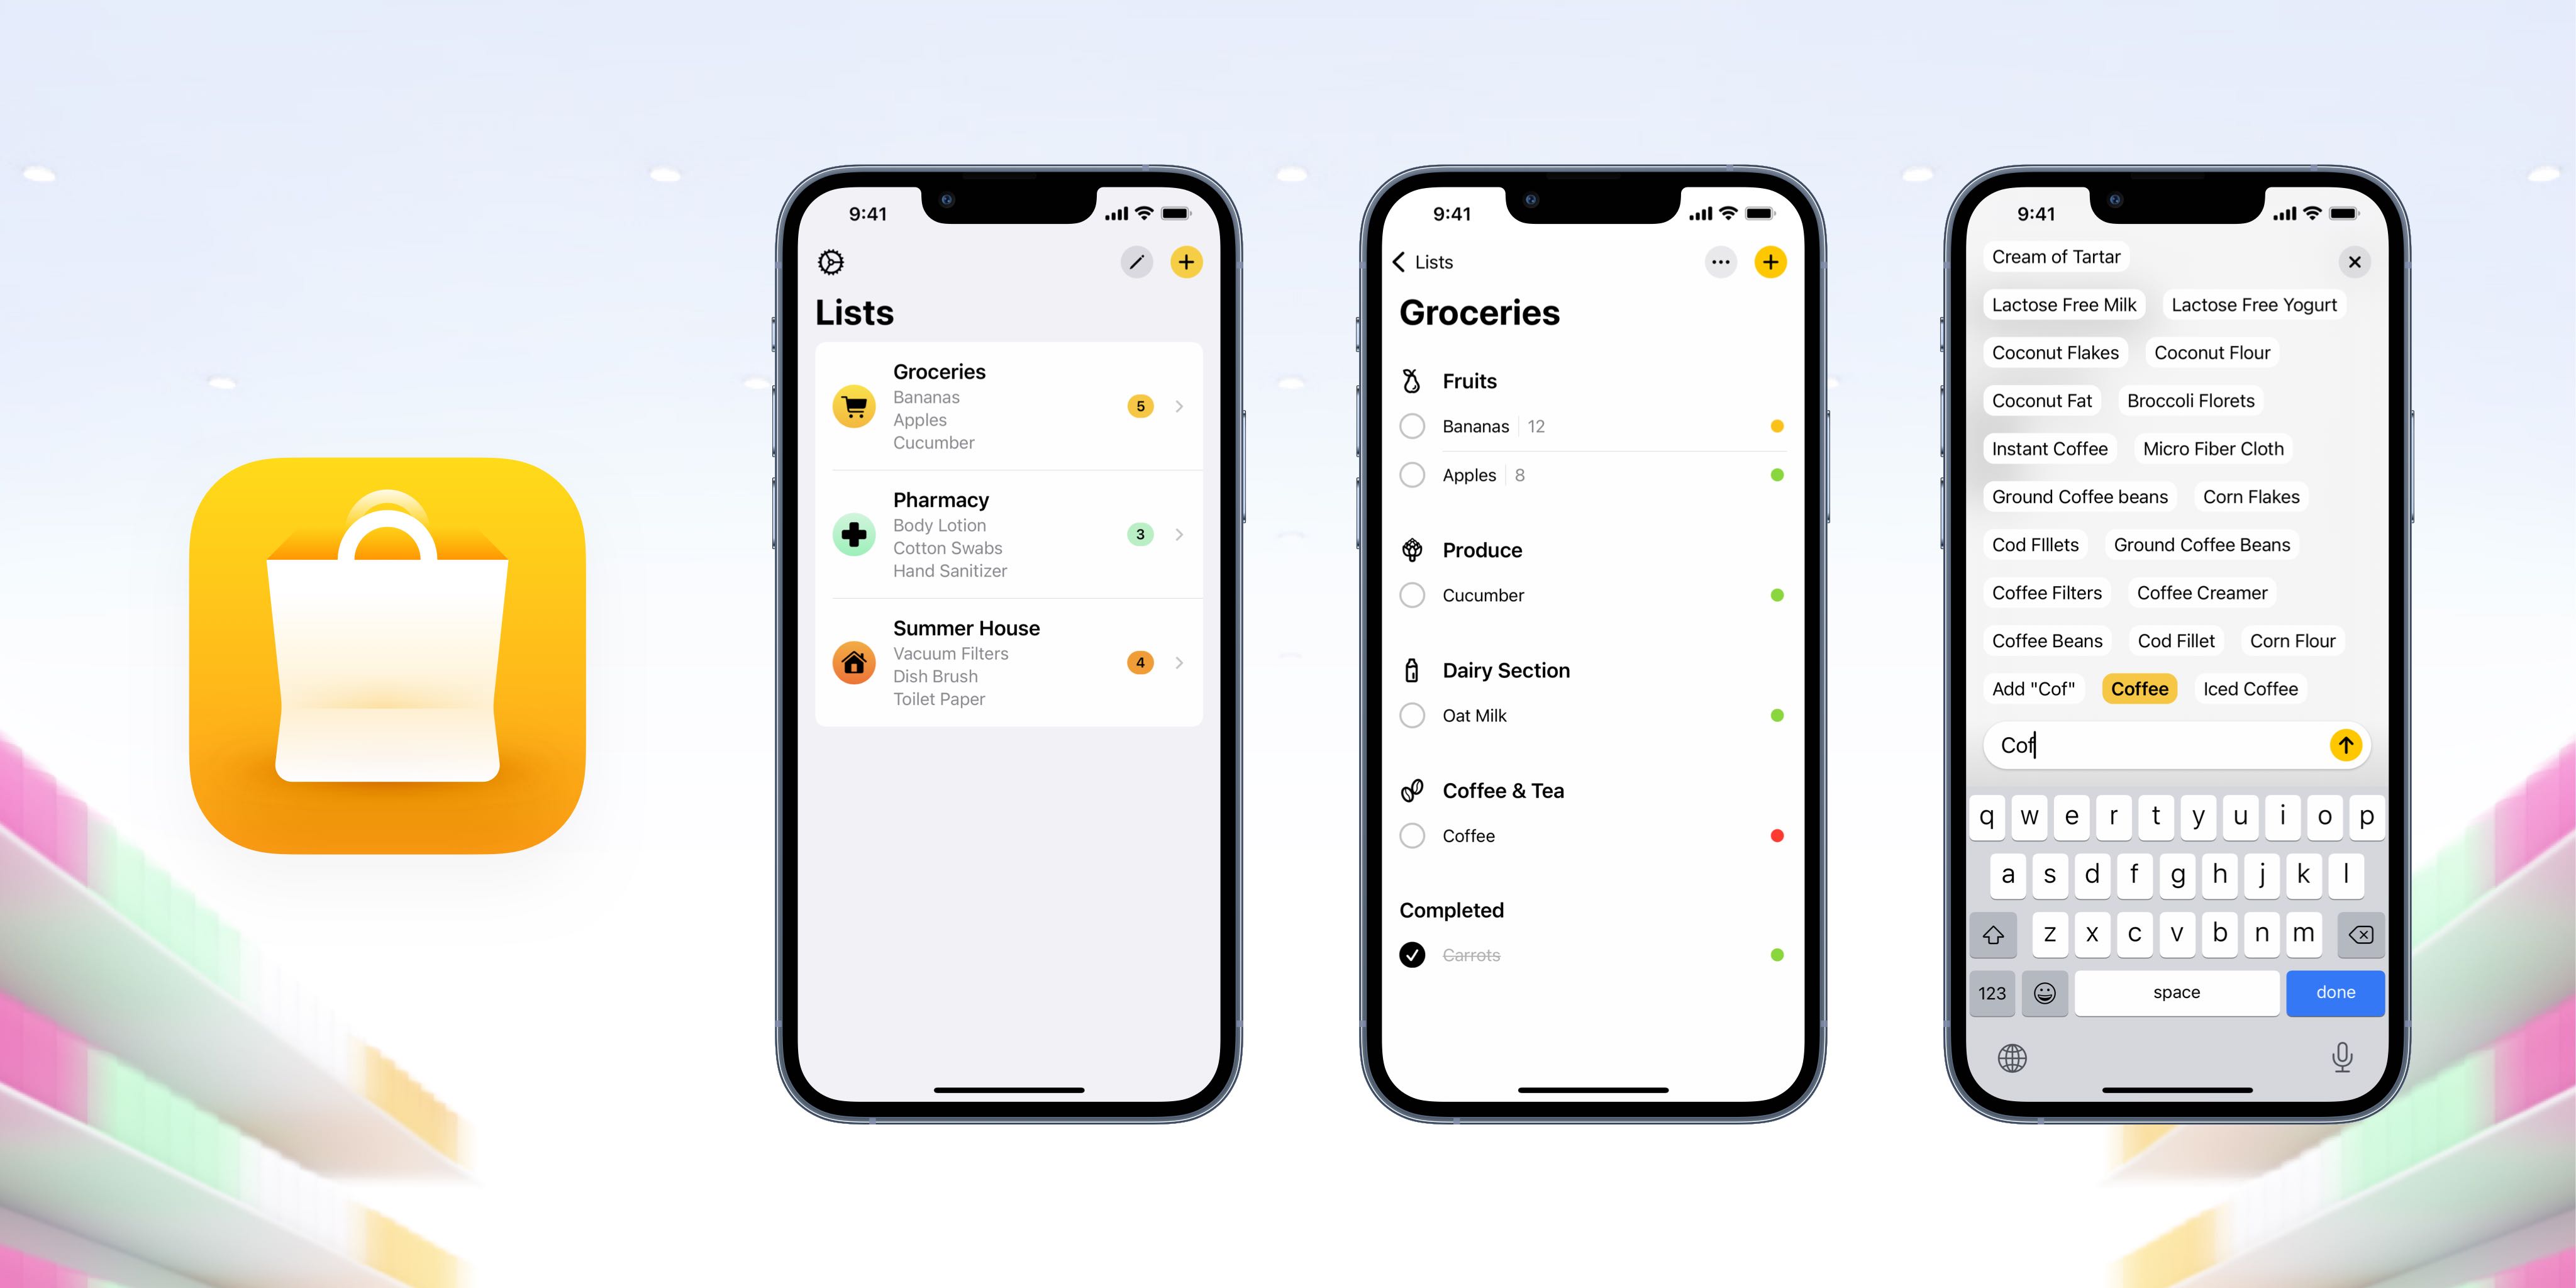 9:41
Lists
Groceries
Bananas
Apples
Cucumber
5
Pharmacy
Body Lotion
Cotton Swabs
Hand Sanitizer
3
Summer House
Vacuum Filters
Dish Brush
Toilet Paper
4
9:41
Lists
Groceries
Fruits
Bananas 12
Apples 8
Produce
Cucumber
Dairy Section
Oat Milk
Coffee & Tea
Coffee
Completed
Carrots
9:41
Cream of Tartar
Lactose Free Milk Lactose Free Yogurt
Coconut Flakes Coconut Flour
Coconut Fat Broccoli Florets
Instant Coffee Micro Fiber Cloth
Ground Coffee beans Corn Flakes
Cod FIllets Ground Coffee Beans
Coffee Filters Coffee Creamer
Coffee Beans Cod Fillet Corn Flour
Add "Cof" Coffee Iced Coffee
Cof
q w e r t y u i o p
a s d f g h j k l
z x c v b n m
123 space done